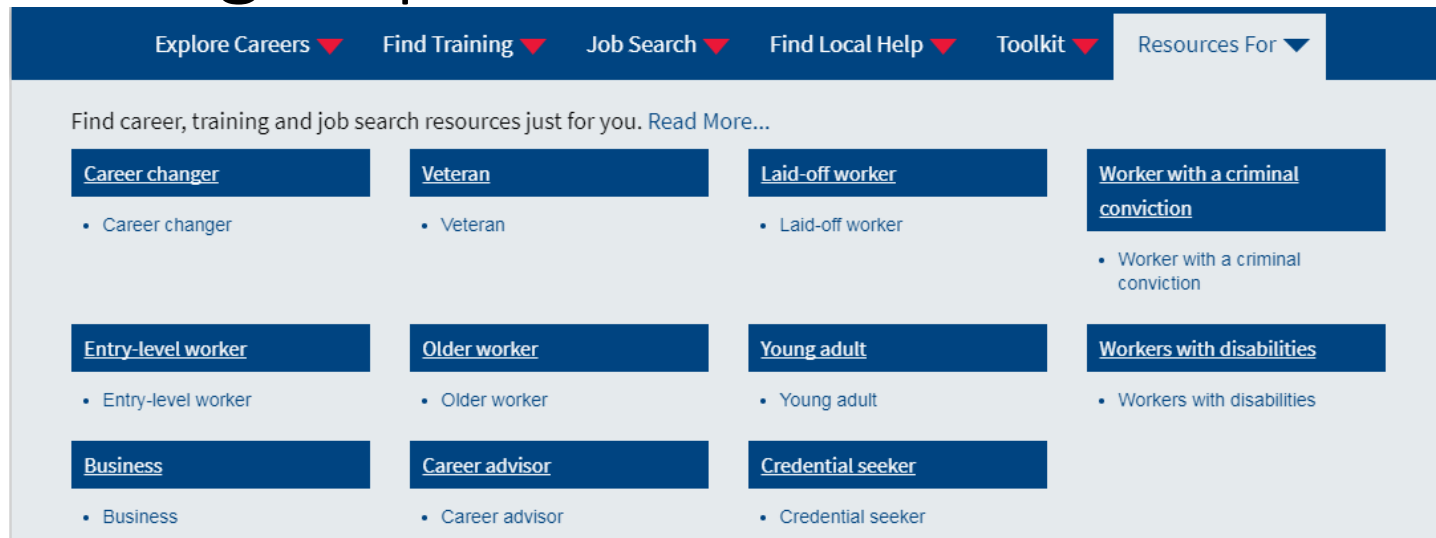 Explore Careers Find Training Job Search Find Local Help Toolkit Resources For
Find career, training and job search resources just for you. Read More...
Career changer
• Career changer
Veteran
• Veteran
Laid-off worker
• Laid-off worker
Worker with a criminal
conviction
• Worker with a criminal
conviction
Entry-level worker
• Entry-level worker
Older worker
• Older worker
Young adult
• Young adult
Workers with disabilities
• Workers with disabilities
Business
• Business
Career advisor
• Career advisor
Credential seeker
• Credential seeker